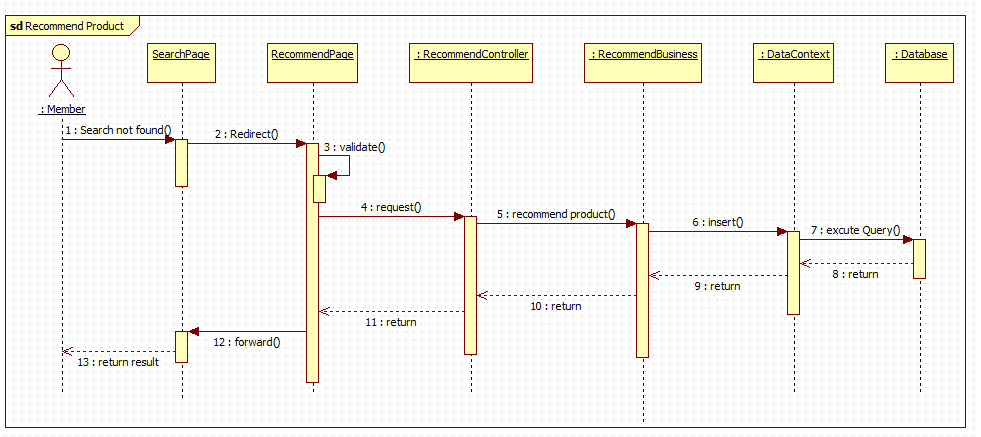 sd Recommend Product
SearchPage
RecommendPage
: RecommendController
: RecommendBusiness
: DataContext
: Database
: Member
1 : Search not found()
2 : Redirect()
3 : validate()
4 : request()
5 : recommend product()
6 : insert()
7 : excute Query()
8 : return
9 : return
10 : return
11 : return
12 : forward()
13 : return result